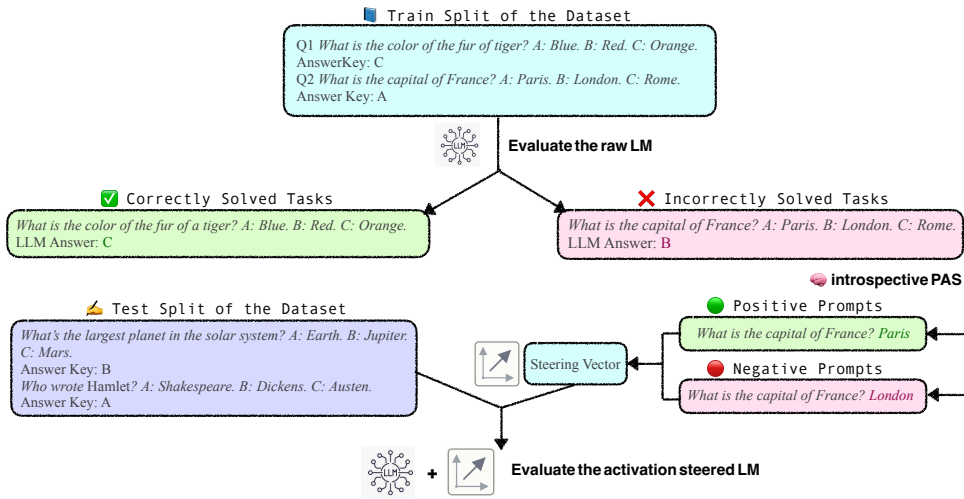 Train Split of the Dataset
Q1 What is the color of the fur of tiger? A: Blue. B: Red. C: Orange.
AnswerKey: C
Q2 What is the capital of France? A: Paris. B: London. C: Rome.
Answer Key: A
LLM
Evaluate the raw LM
Correctly Solved Tasks
What is the color of the fur of a tiger? A: Blue. B: Red. C: Orange.
LLM Answer: C
Incorrectly Solved Tasks
What is the capital of France? A: Paris. B: London. C: Rome.
LLM Answer: B
introspective PAS
Test Split of the Dataset
What's the largest planet in the solar system? A: Earth. B: Jupiter.
C: Mars.
Answer Key: B
Who wrote Hamlet? A: Shakespeare. B: Dickens. C: Austen.
Answer Key: A
Steering Vector
Positive Prompts
What is the capital of France? Paris
Negative Prompts
What is the capital of France? London
LLM
+
Evaluate the activation steered LM